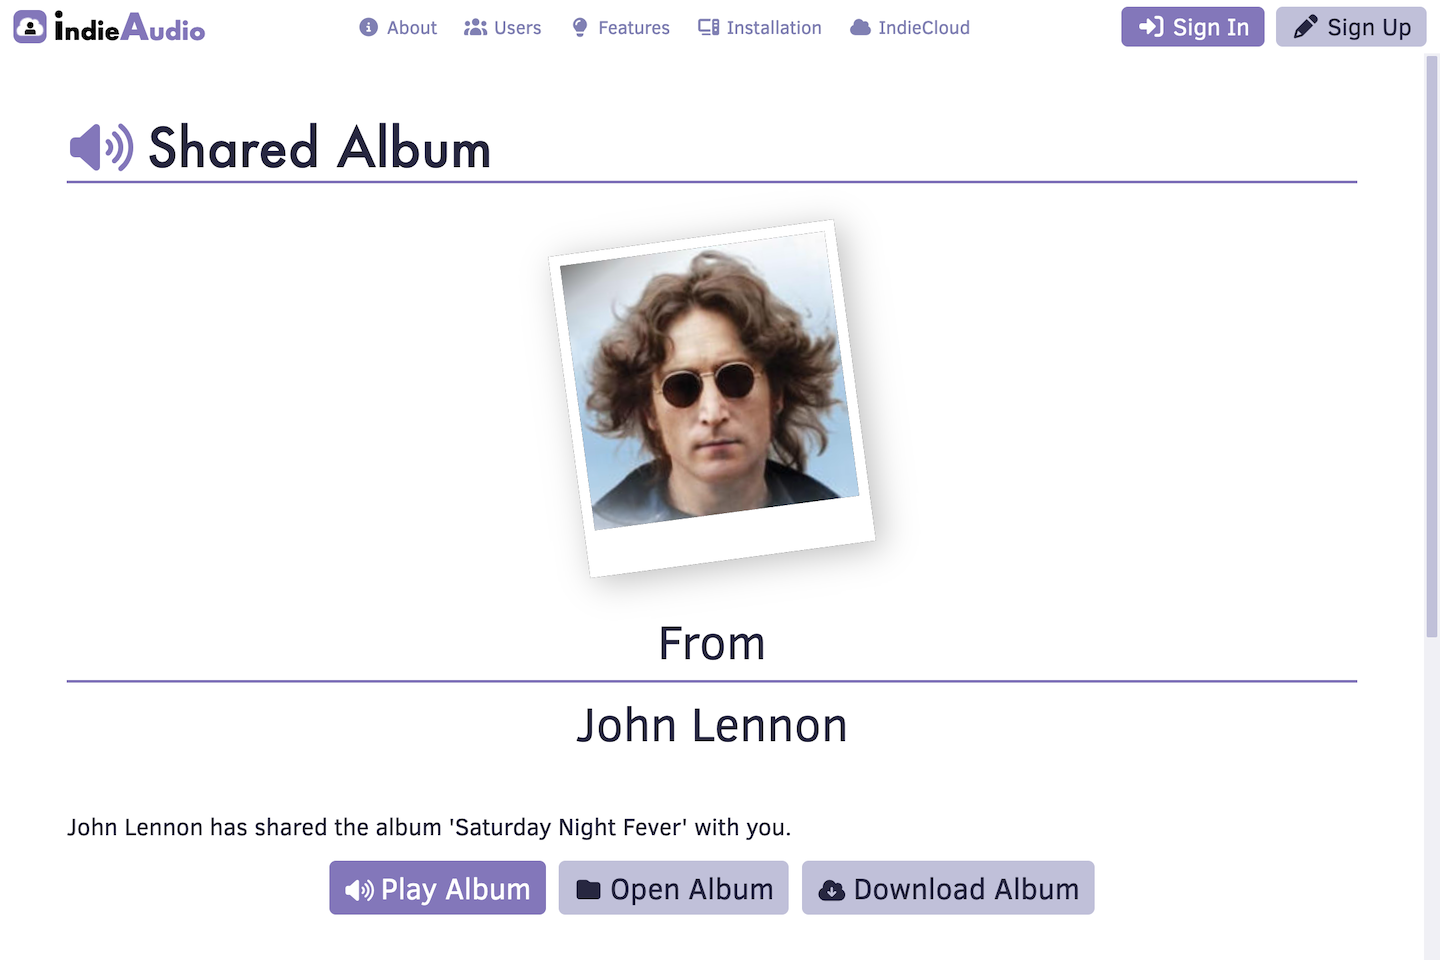 IndieAudio
About
Users
Features
Installation
IndieCloud
Sign In
Sign Up
Shared Album
From
John Lennon
John Lennon has shared the album 'Saturday Night Fever' with you.
Play Album
Open Album
Download Album